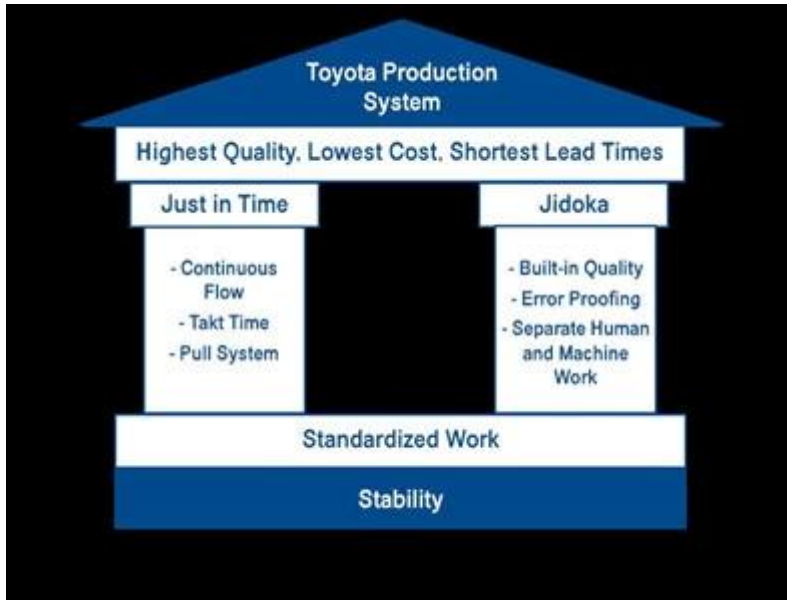 Toyota Production
System
Highest Quality, Lowest Cost, Shortest Lead Times
Just in Time
Jidoka
- Continuous
Flow
- Takt Time
- Pull System
- Built-in Quality
- Error Proofing
- Separate Human
and Machine
Work
Standardized Work
Stability